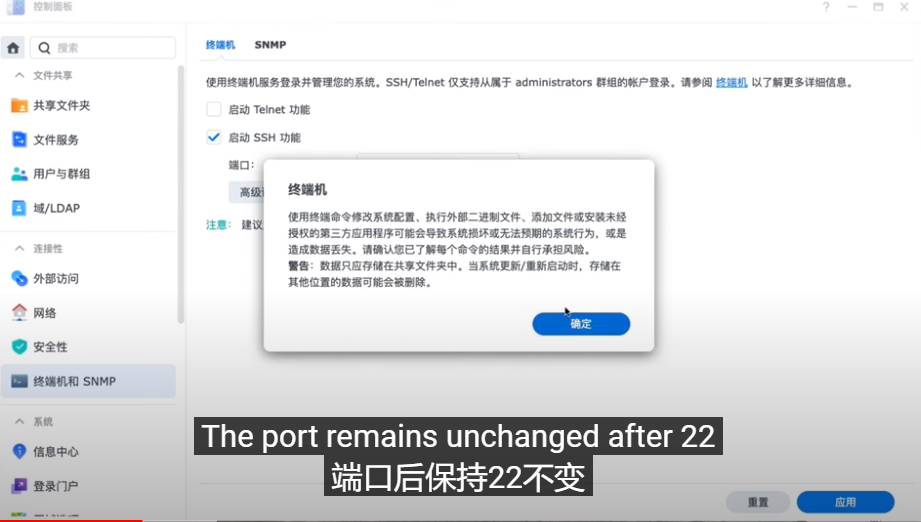 控制面板
搜索
文件共享
共享文件夹
文件服务
用户与群组
域/LDAP
连接性
外部访问
网络
安全性
终端机和 SNMP
系统
信息中心
登录门户
终端机 SNMP
使用终端机服务登录并管理您的系统。SSH/Telnet 仅支持从属于 administrators 群组的帐户登录。请参阅 终端机 以了解更多详细信息。
启动 Telnet 功能
启动 SSH 功能
端口:
高级
注意: 建议
终端机
使用终端命令修改系统配置、执行外部二进制文件、添加文件或安装未经
授权的第三方应用程序可能会导致系统损坏或无法预期的系统行为，或是
造成数据丢失。请确认您已了解每个命令的结果并自行承担风险。
警告：数据只应存储在共享文件夹中。当系统更新/重新启动时，存储在
其他位置的数据可能会被删除。
确定
The port remains unchanged after 22
端口后保持22不变
重置
应用